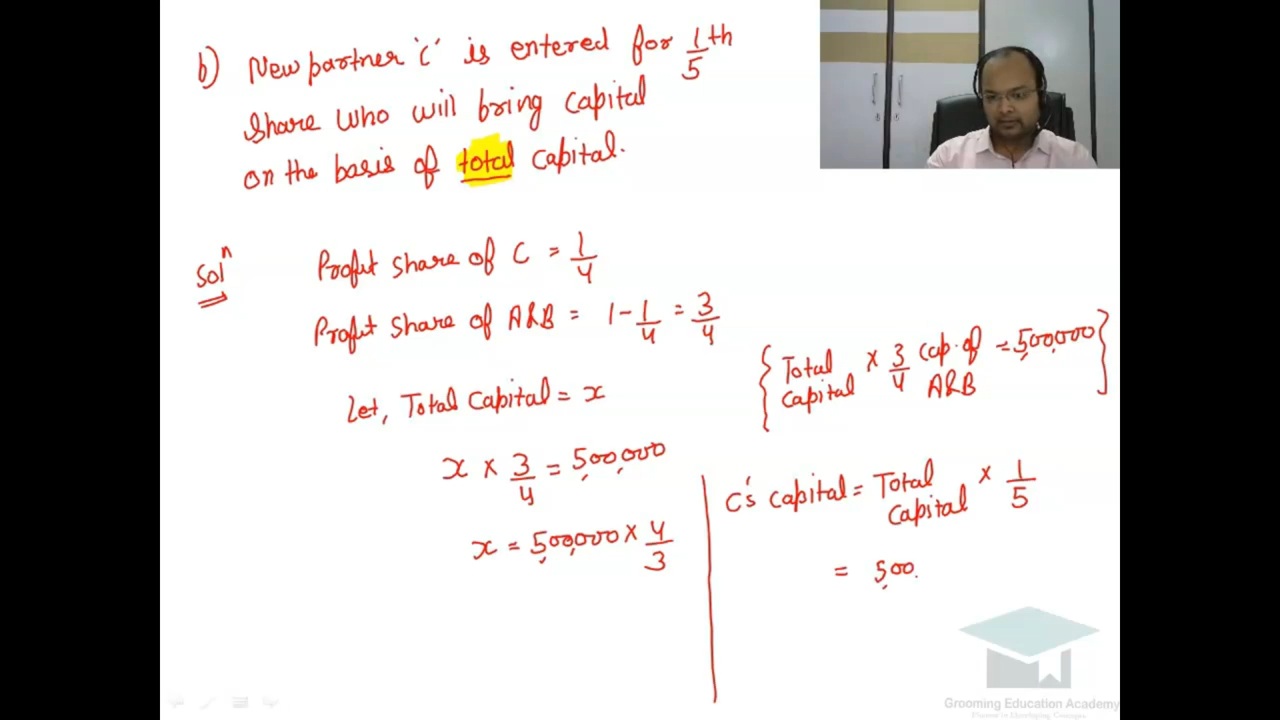 b) New partner 'C' is entered for 1/5 th
share who will bring capital
on the basis of total capital.
Solⁿ
Profit share of C = 1/4
Profit share of A&B = 1 - 1/4 = 3/4
{ Total Capital × 3/4 Cap. of A&B = 5,00,000 }
Let, Total Capital = x
x × 3/4 = 5,00,000
x = 5,00,000 × 4/3
C's capital = Total Capital × 1/5
= 5,00.
Grooming Education Academy